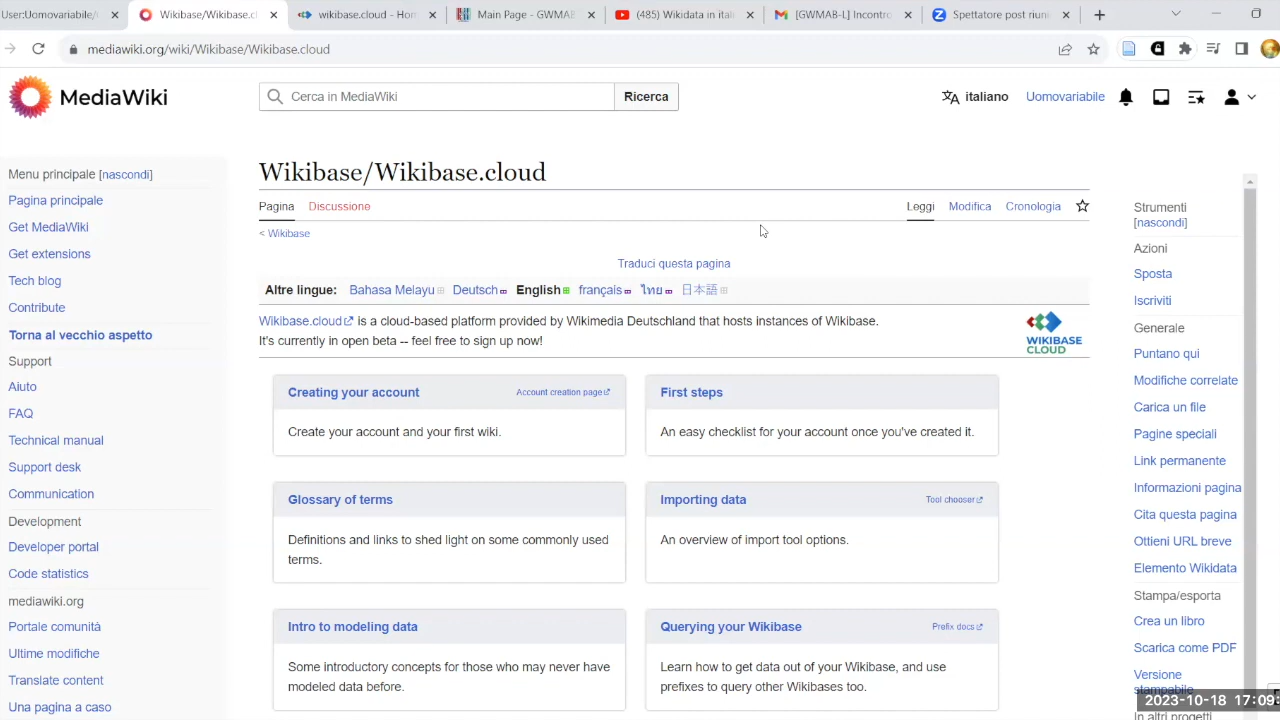 User:Uomovariabile/
Wikibase/Wikibase.cl
wikibase.cloud - Hom
Main Page - GWMAB
(485) Wikidata in itali
[GWMAB-L] Incontro
Spettatore post riuni
mediawiki.org/wiki/Wikibase/Wikibase.cloud
MediaWiki
Cerca in MediaWiki
Ricerca
italiano
Uomovariabile
Menu principale [nascondi]
Pagina principale
Get MediaWiki
Get extensions
Tech blog
Contribute
Torna al vecchio aspetto
Support
Aiuto
FAQ
Technical manual
Support desk
Communication
Development
Developer portal
Code statistics
mediawiki.org
Portale comunità
Ultime modifiche
Translate content
Una pagina a caso
Wikibase/Wikibase.cloud
Pagina Discussione
Leggi Modifica Cronologia
< Wikibase
Traduci questa pagina
Altre lingue: Bahasa Melayu Deutsch English français ไทย 日本語
Wikibase.cloud is a cloud-based platform provided by Wikimedia Deutschland that hosts instances of Wikibase.
It's currently in open beta -- feel free to sign up now!
WIKIBASE
CLOUD
Creating your account
Account creation page
Create your account and your first wiki.
First steps
An easy checklist for your account once you've created it.
Glossary of terms
Definitions and links to shed light on some commonly used
terms.
Importing data
Tool chooser
An overview of import tool options.
Intro to modeling data
Some introductory concepts for those who may never have
modeled data before.
Querying your Wikibase
Prefix docs
Learn how to get data out of your Wikibase, and use
prefixes to query other Wikibases too.
Strumenti
[nascondi]
Azioni
Sposta
Iscriviti
Generale
Puntano qui
Modifiche correlate
Carica un file
Pagine speciali
Link permanente
Informazioni pagina
Cita questa pagina
Ottieni URL breve
Elemento Wikidata
Stampa/esporta
Crea un libro
Scarica come PDF
Versione
stampabile
In altri progetti
2023-10-18 17:09: